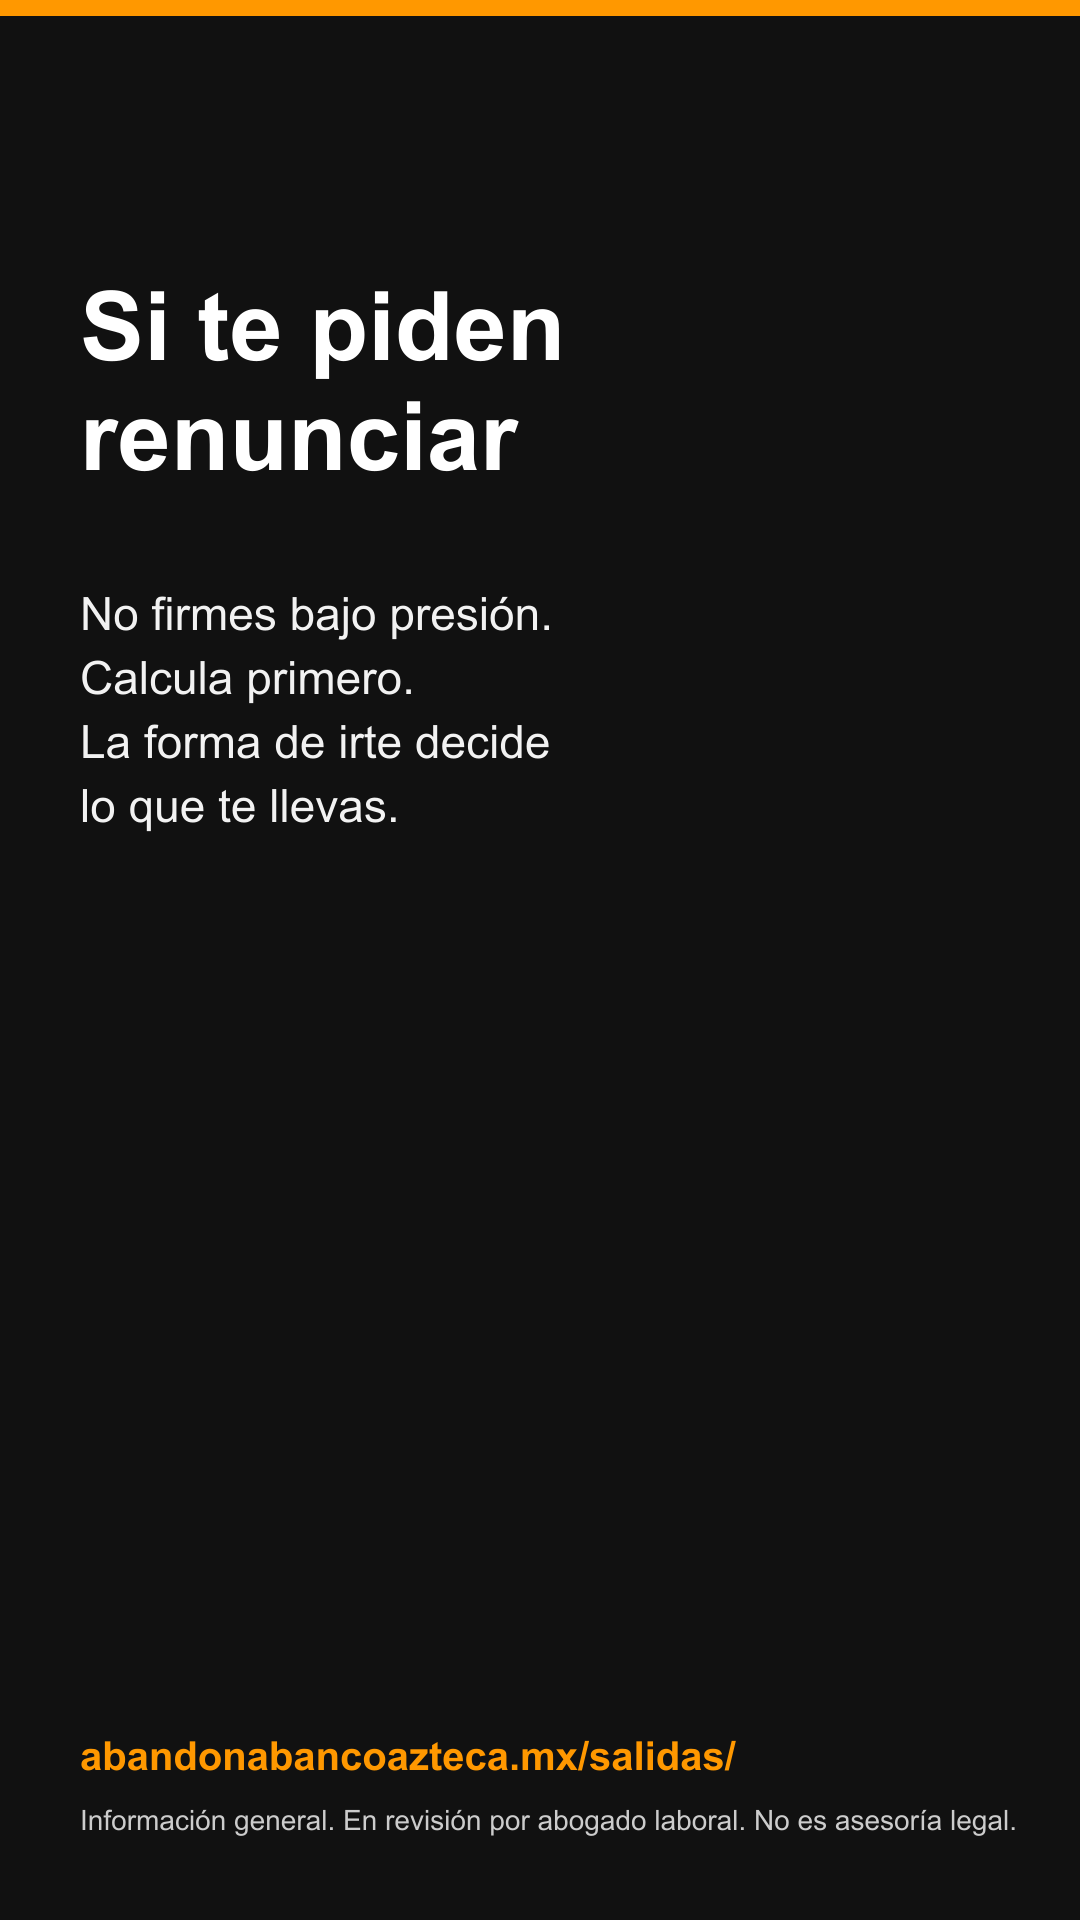 Si te piden
renunciar
No firmes bajo presión.
Calcula primero.
La forma de irte decide
lo que te llevas.
abandonabancoazteca.mx/salidas/
Información general. En revisión por abogado laboral. No es asesoría legal.